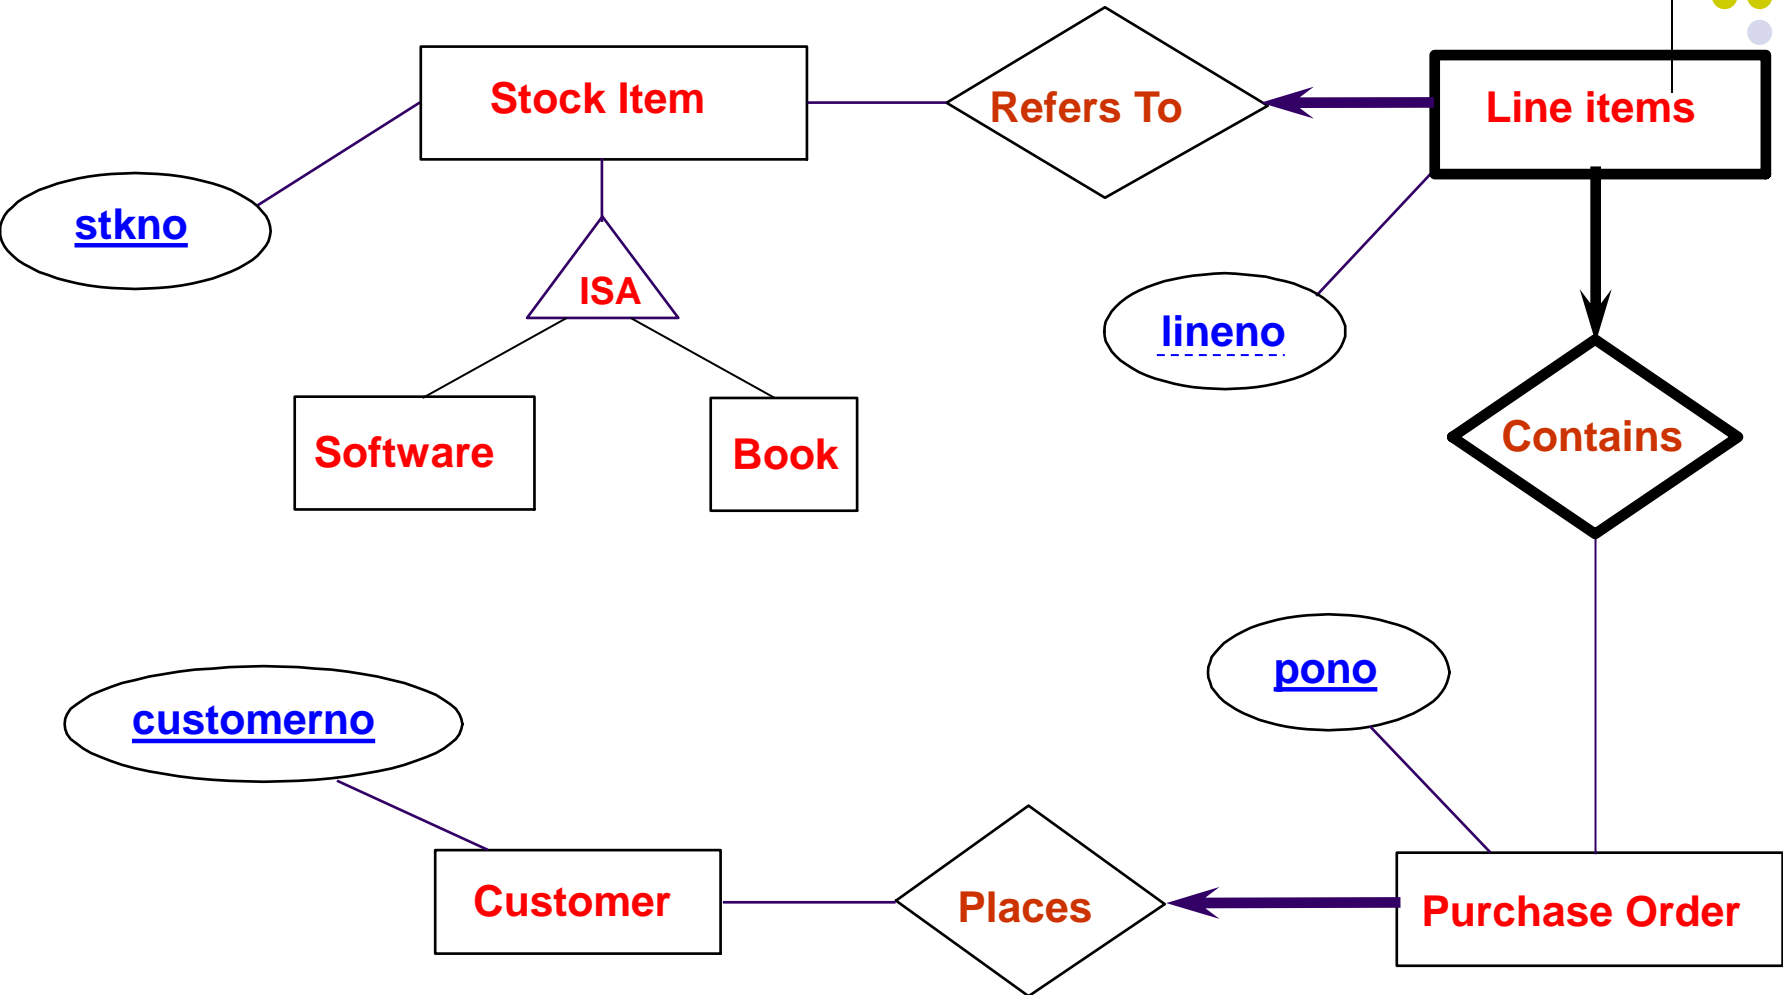 Stock Item
Refers To
Line items
stkno
ISA
lineno
Software
Book
Contains
pono
customerno
Customer
Places
Purchase Order